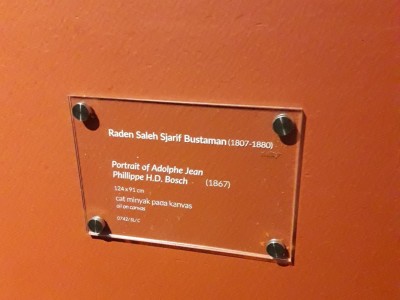 Raden Saleh Sjarif Bustaman (1807-1880)
Portrait of Adolphe Jean
Phillippe H.D. Bosch (1867)
124 x 91 cm
cat minyak pada kanvas
oil on canvas